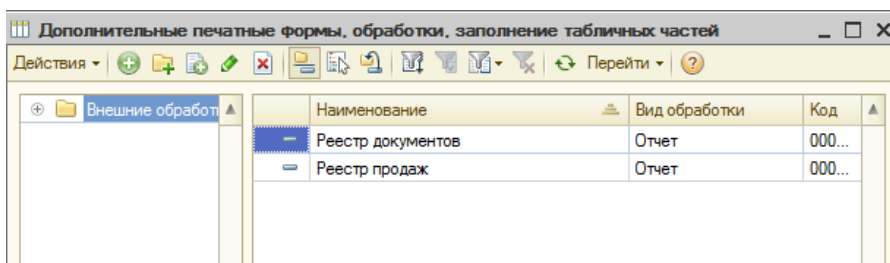 Дополнительные печатные формы, обработки, заполнение табличных частей
Действия Перейти
Внешние обработ Наименование Вид обработки Код
Реестр документов Отчет 000...
Реестр продаж Отчет 000...